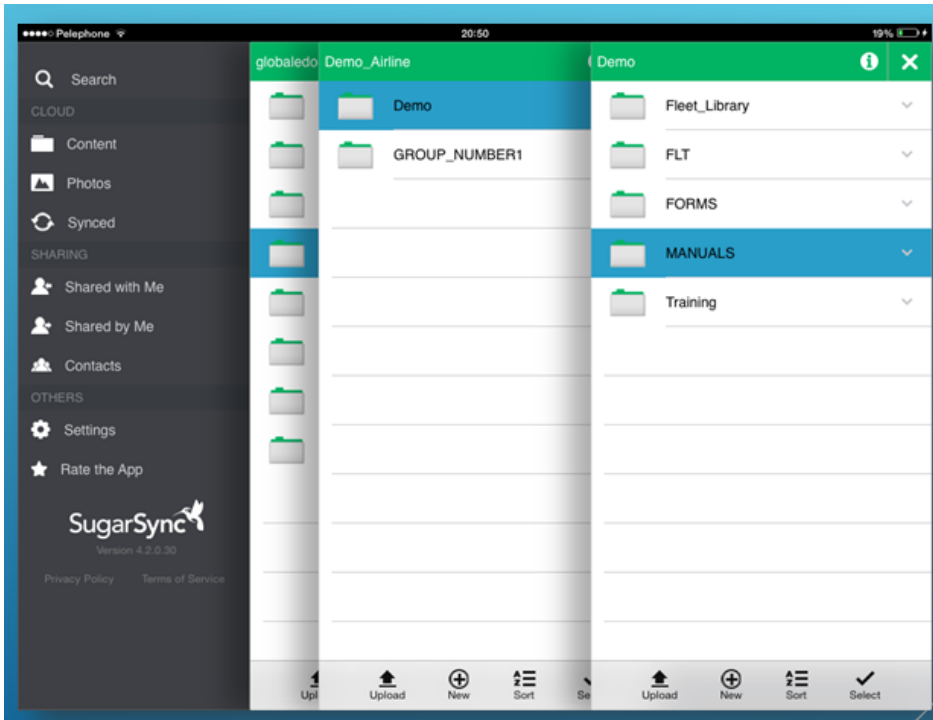 Pelephone
20:50
19%
Search
CLOUD
Content
Photos
Synced
SHARING
Shared with Me
Shared by Me
Contacts
OTHERS
Settings
Rate the App
SugarSync
Version 4.2.0.30
Privacy Policy Terms of Service
globaledo
Upl
Demo_Airline
Demo
GROUP_NUMBER1
Upload New Sort Se
Demo
Fleet_Library
FLT
FORMS
MANUALS
Training
Upload New Sort Select